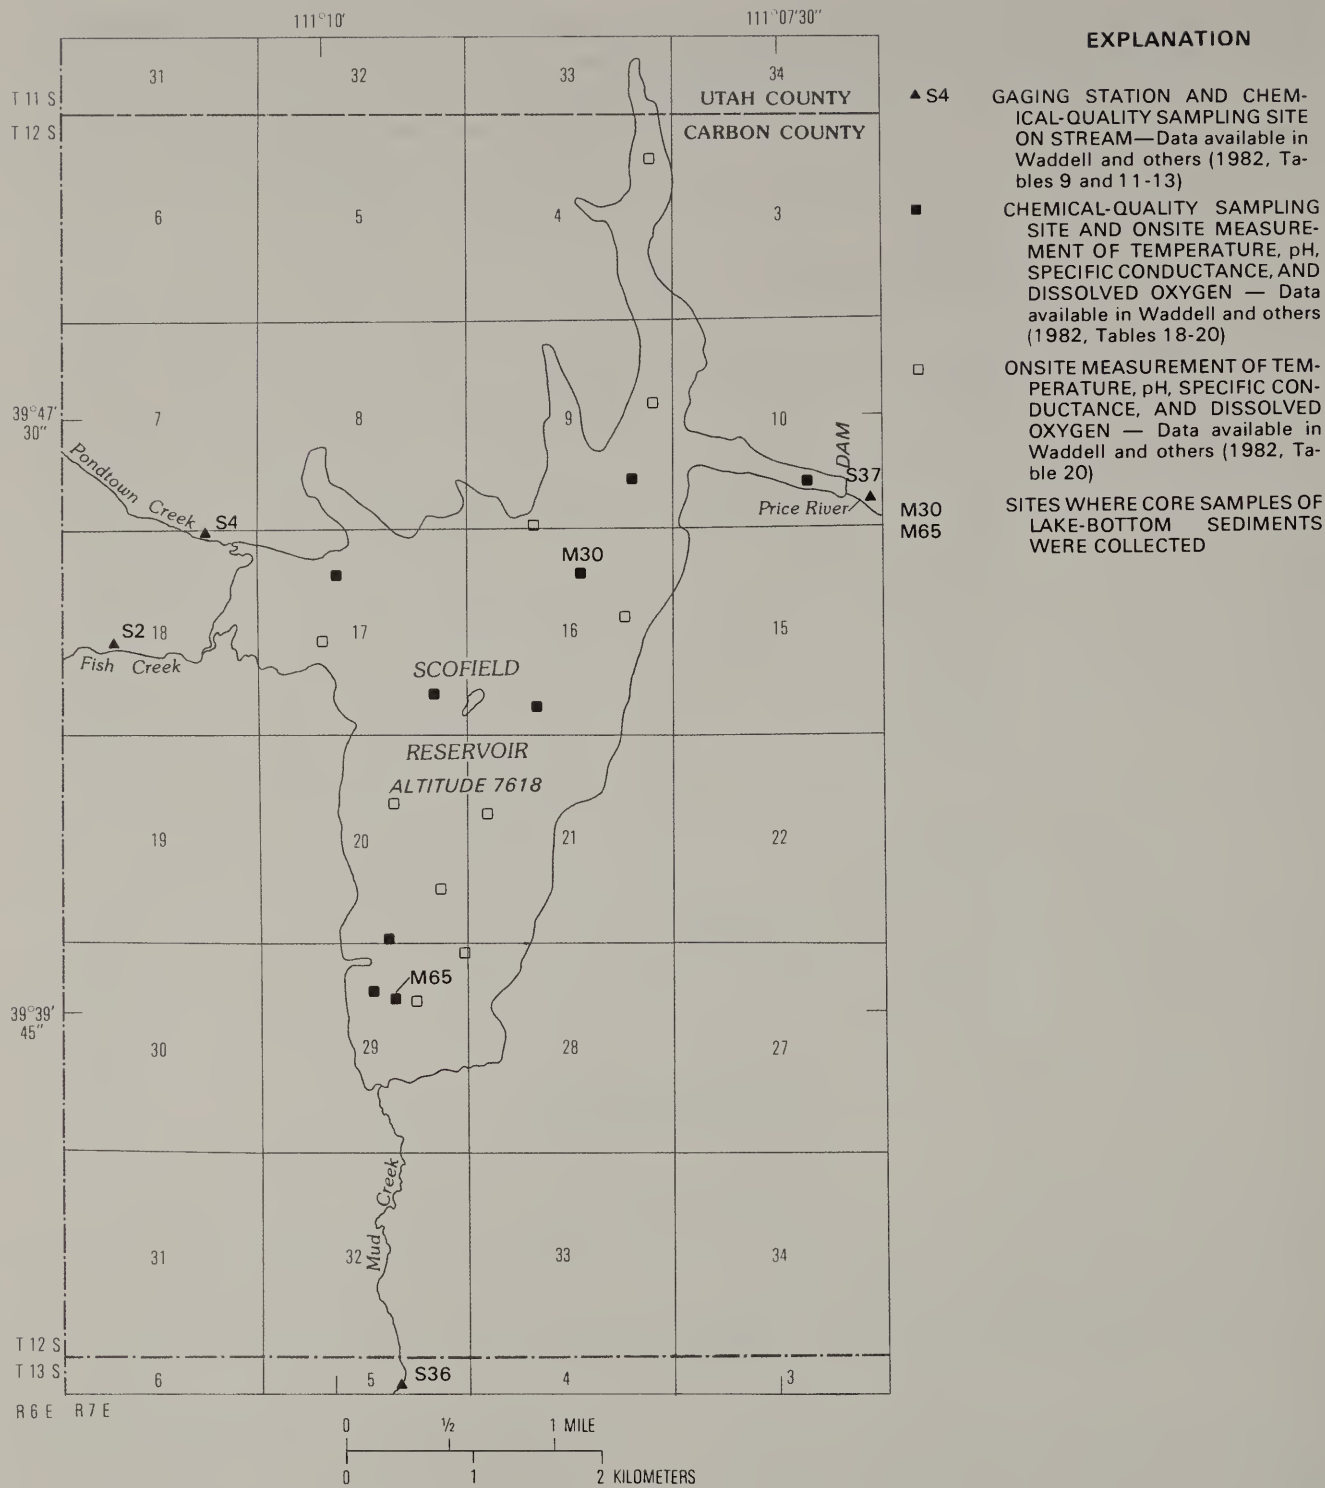 111°10'
111°07'30"
31
32
33
34
T 11 S
UTAH COUNTY
T 12 S
CARBON COUNTY
6
5
4
3
39°47'
30"
7
8
9
10
Pondtown Creek
S4
DAM
S37
Price River
M30
S2
18
17
16
15
Fish Creek
SCOFIELD
RESERVOIR
ALTITUDE 7618
19
20
21
22
M65
39°39'
45"
30
29
28
27
Mud Creek
31
32
33
34
T 12 S
T 13 S
6
5
S36
4
3
R 6 E R 7 E
0 ½ 1 MILE
0 1 2 KILOMETERS
EXPLANATION
S4 GAGING STATION AND CHEM-
ICAL-QUALITY SAMPLING SITE
ON STREAM—Data available in
Waddell and others (1982, Ta-
bles 9 and 11-13)
CHEMICAL-QUALITY SAMPLING
SITE AND ONSITE MEASURE-
MENT OF TEMPERATURE, pH,
SPECIFIC CONDUCTANCE, AND
DISSOLVED OXYGEN — Data
available in Waddell and others
(1982, Tables 18-20)
ONSITE MEASUREMENT OF TEM-
PERATURE, pH, SPECIFIC CON-
DUCTANCE, AND DISSOLVED
OXYGEN — Data available in
Waddell and others (1982, Ta-
ble 20)
M30 SITES WHERE CORE SAMPLES OF
M65 LAKE-BOTTOM SEDIMENTS
WERE COLLECTED